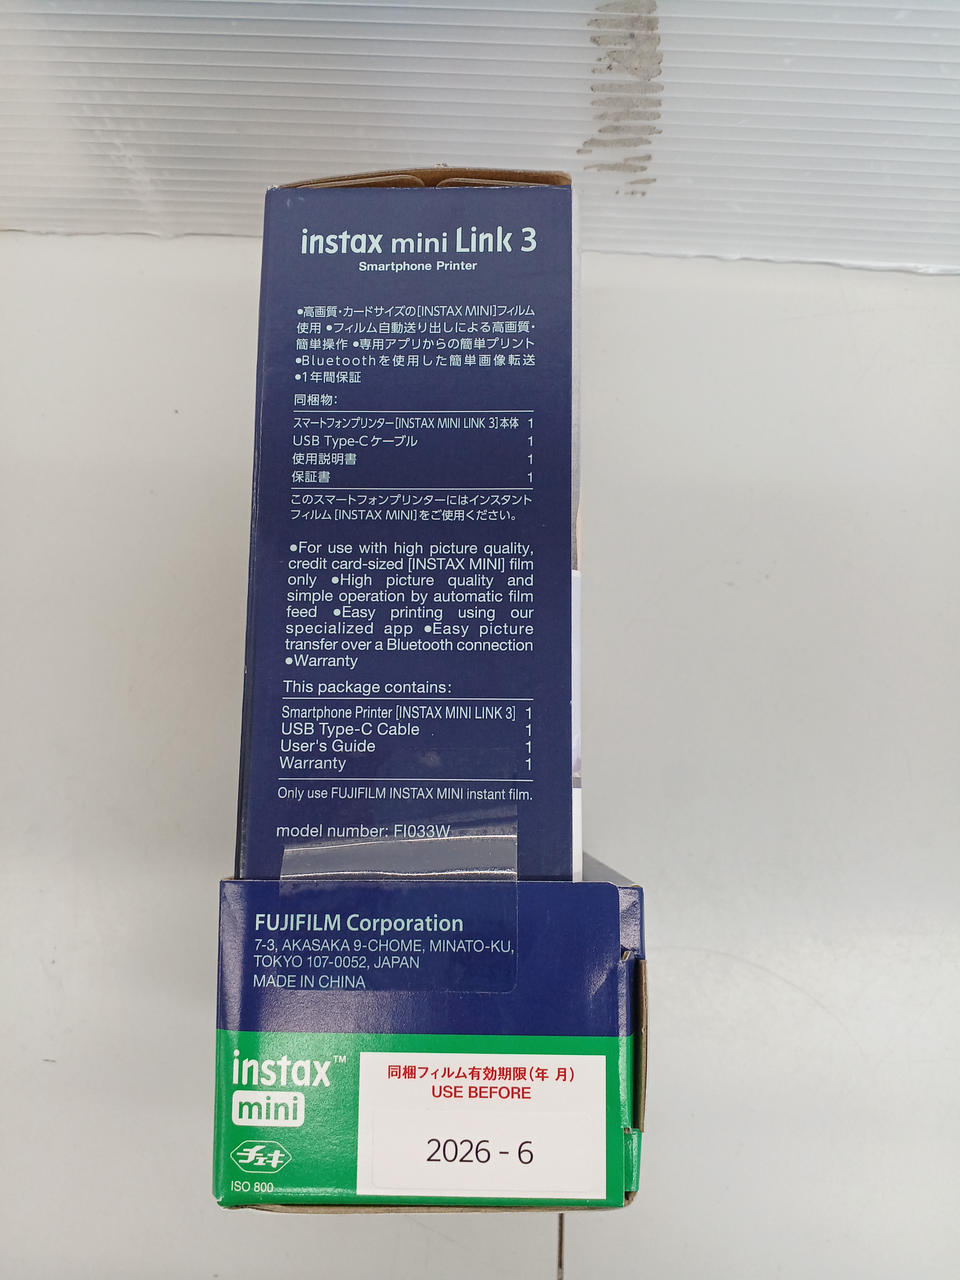 instax mini Link 3
Smartphone Printer
●高画質・カードサイズの[INSTAX MINI]フィルム
使用 ●フィルム自動送り出しによる高画質・
簡単操作 ●専用アプリからの簡単プリント
●Bluetoothを使用した簡単画像転送
●1年間保証
同梱物:
スマートフォンプリンター[INSTAX MINI LINK 3]本体 1
USB Type-Cケーブル 1
使用説明書 1
保証書 1
このスマートフォンプリンターにはインスタント
フィルム[INSTAX MINI]をご使用ください。
●For use with high picture quality,
credit card-sized [INSTAX MINI] film
only ●High picture quality and
simple operation by automatic film
feed ●Easy printing using our
specialized app ●Easy picture
transfer over a Bluetooth connection
●Warranty
This package contains:
Smartphone Printer [INSTAX MINI LINK 3] 1
USB Type-C Cable 1
User's Guide 1
Warranty 1
Only use FUJIFILM INSTAX MINI instant film.
model number: FI033W
FUJIFILM Corporation
7-3, AKASAKA 9-CHOME, MINATO-KU,
TOKYO 107-0052, JAPAN
MADE IN CHINA
instax™
mini
チェキ
ISO 800
同梱フィルム有効期限(年 月)
USE BEFORE
2026 - 6